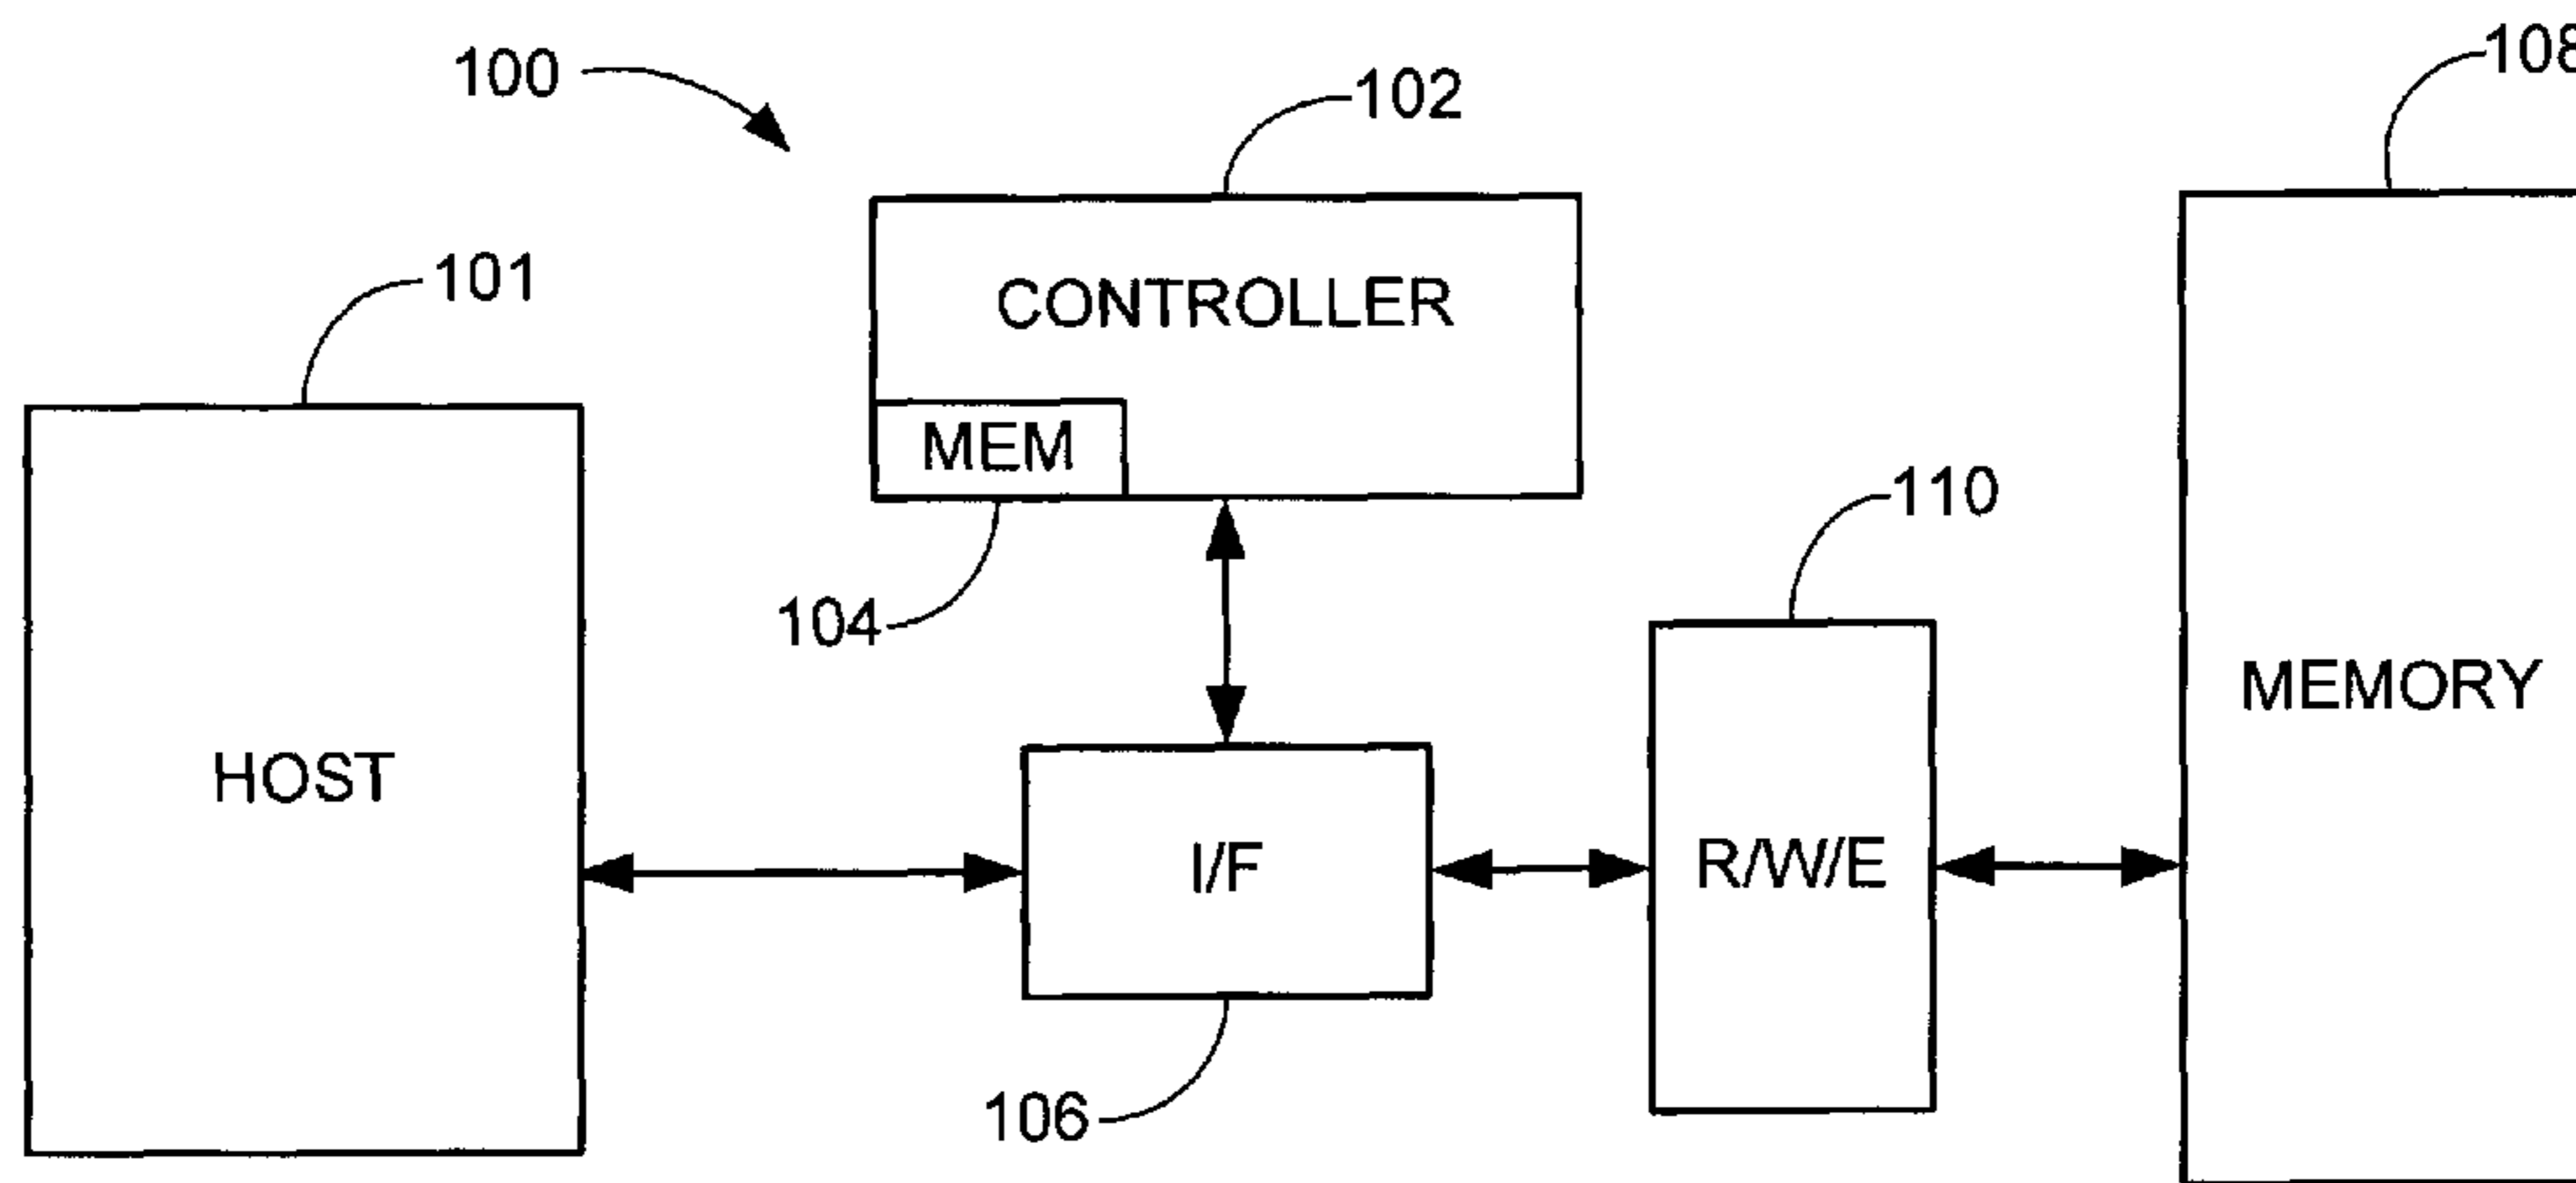 100
102
108
101
CONTROLLER
MEM
110
104
MEMORY
HOST
I/F
R/W/E
106